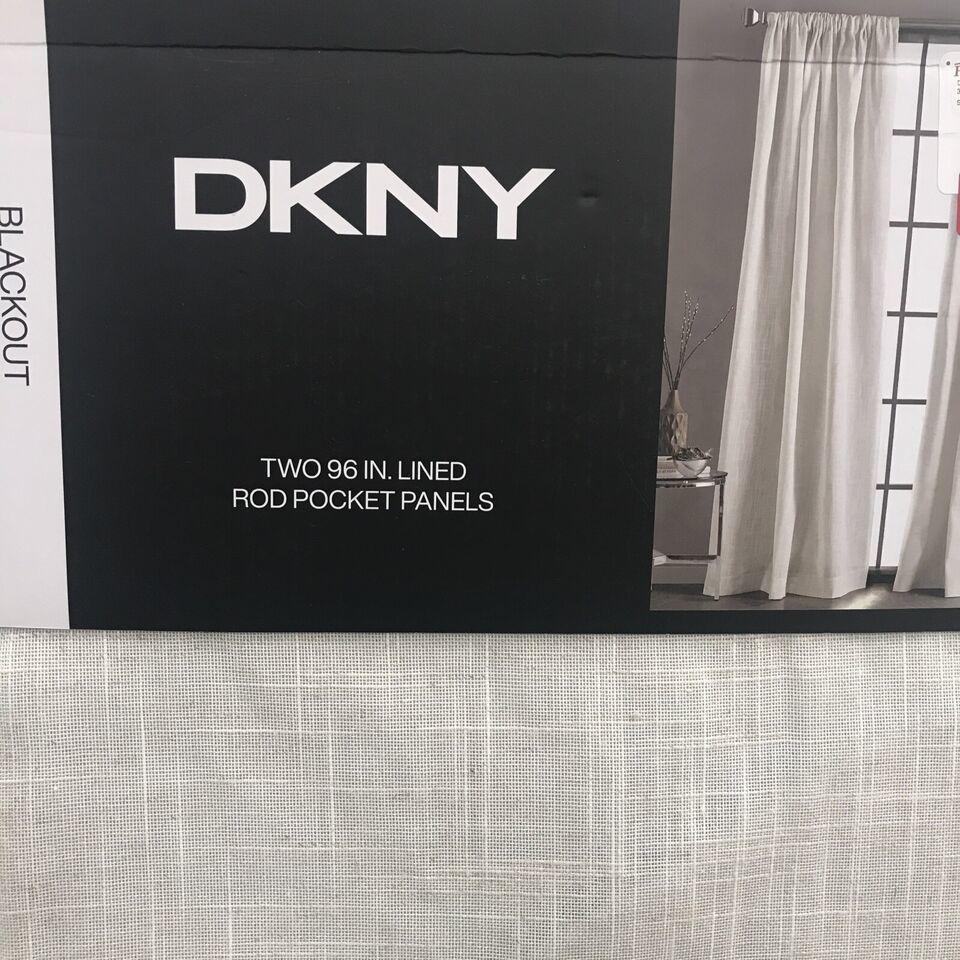 BLACKOUT
DKNY
TWO 96 IN. LINED
ROD POCKET PANELS